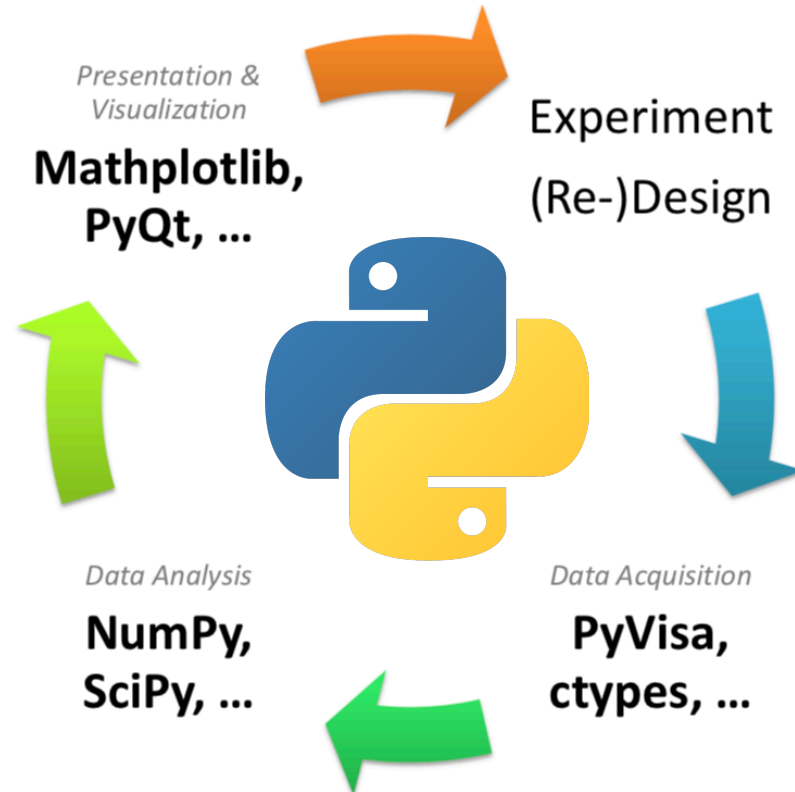 Presentation &
Visualization
Mathplotlib,
PyQt, ...
Experiment
(Re-)Design
Data Acquisition
PyVisa,
ctypes, ...
Data Analysis
NumPy,
SciPy, ...